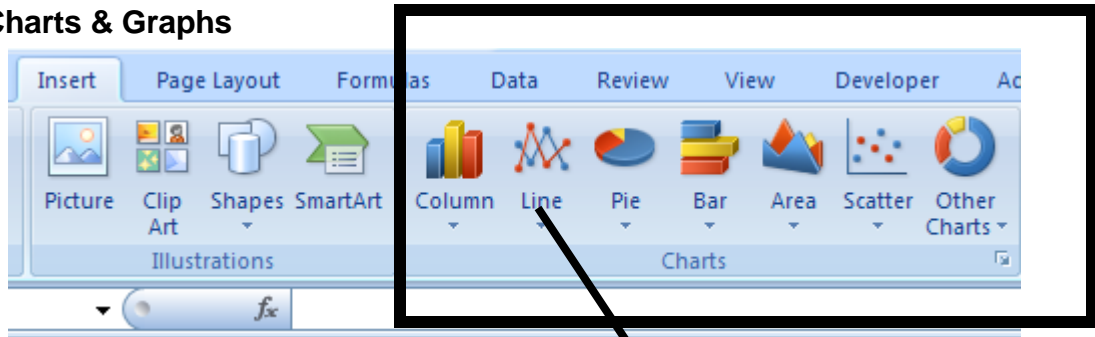 Charts & Graphs
Insert Page Layout Formulas Data Review View Developer Ad
Picture Clip Art Shapes SmartArt Column Line Pie Bar Area Scatter Other Charts
Illustrations Charts
fx